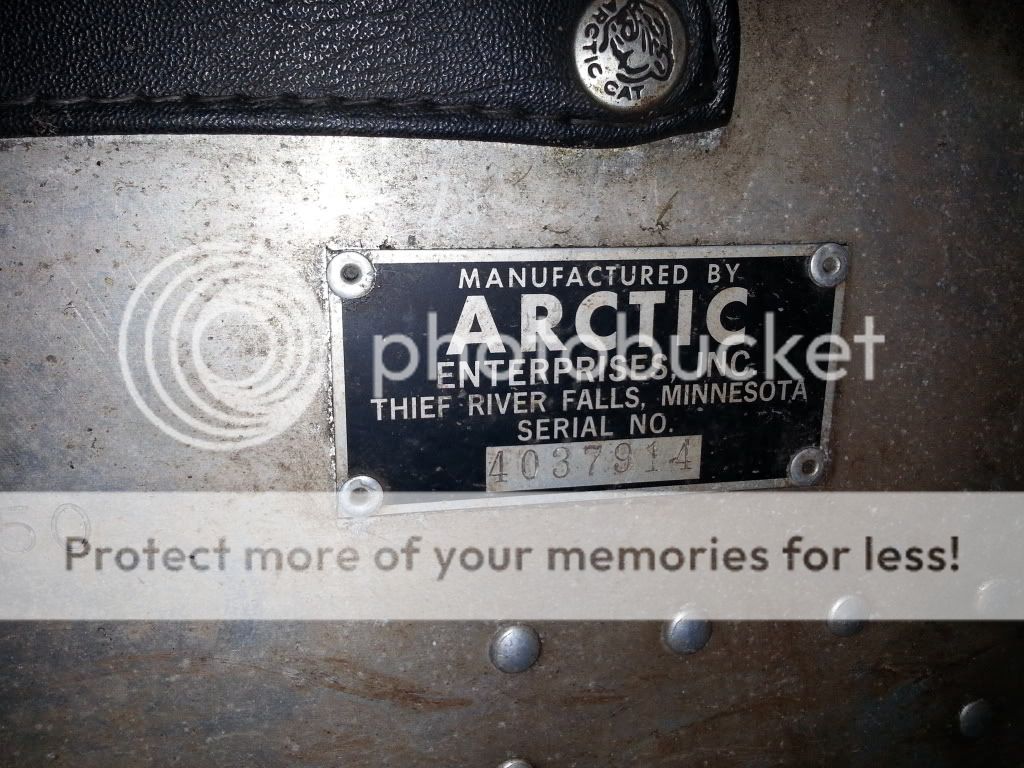 ARCTIC CAT
MANUFACTURED BY
ARCTIC
ENTERPRISES, INC.
THIEF RIVER FALLS, MINNESOTA
SERIAL NO.
4037914
photobucket
50
Protect more of your memories for less!